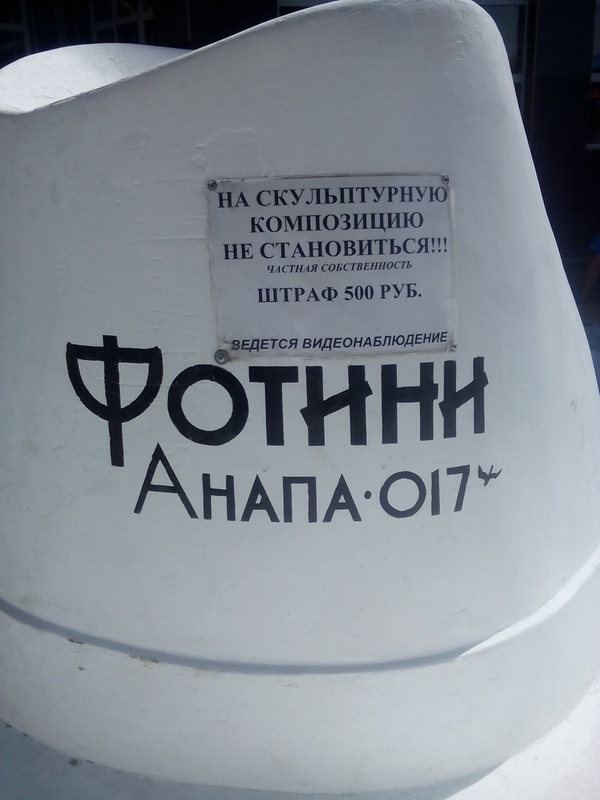 НА СКУЛЬПТУРНУЮ
КОМПОЗИЦИЮ
НЕ СТАНОВИТЬСЯ!!!
ЧАСТНАЯ СОБСТВЕННОСТЬ
ШТРАФ 500 РУБ.
ВЕДЕТСЯ ВИДЕОНАБЛЮДЕНИЕ
ФОТИНИ
АНАПА·017